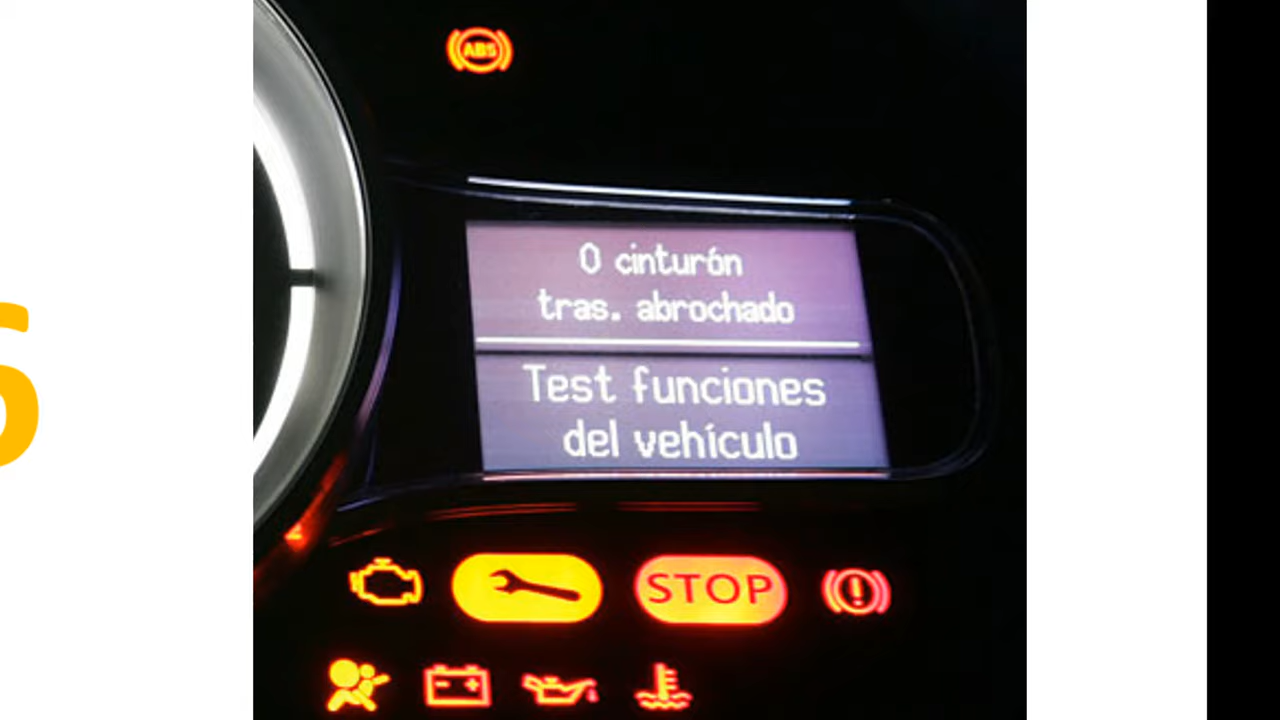 ABS
0 cinturón
tras. abrochado
Test funciones
del vehículo
STOP